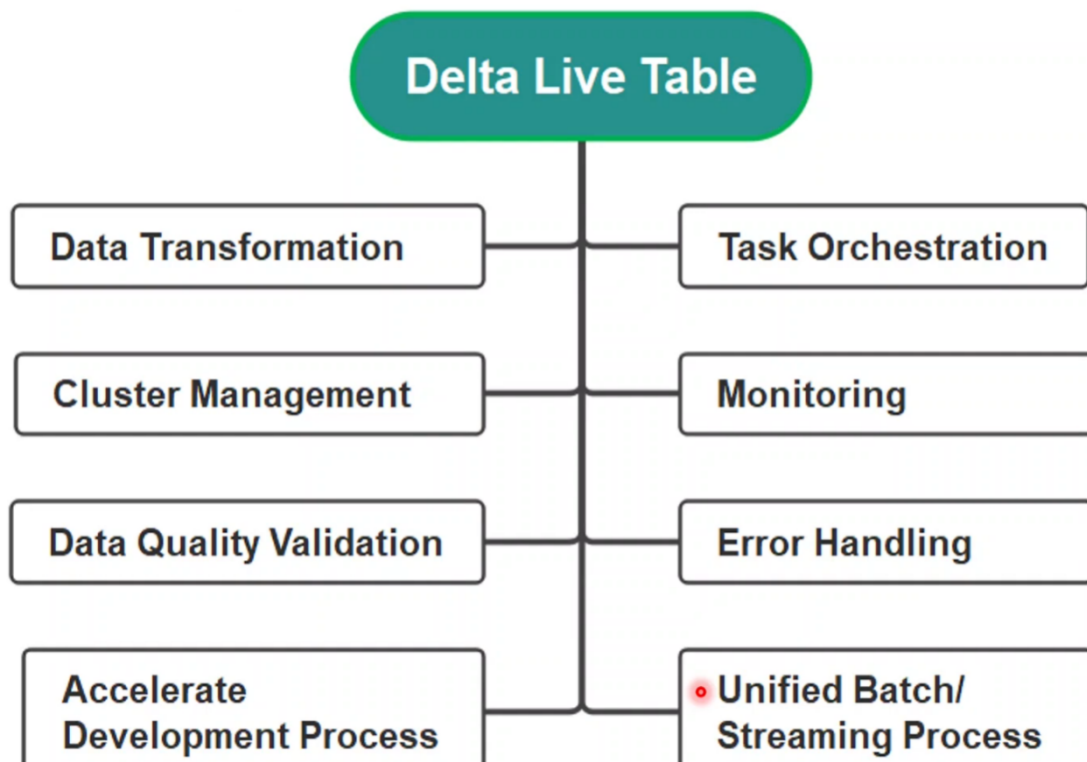 Delta Live Table
Data Transformation
Task Orchestration
Cluster Management
Monitoring
Data Quality Validation
Error Handling
Accelerate
Development Process
Unified Batch/
Streaming Process